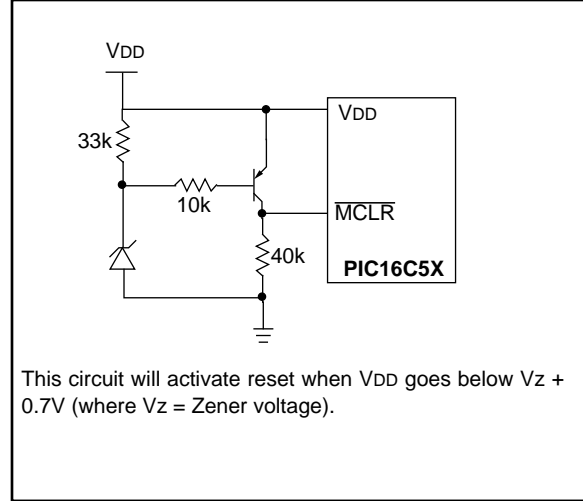 VDD
VDD
33k
10k
MCLR
40k
PIC16C5X
This circuit will activate reset when VDD goes below Vz +
0.7V (where Vz = Zener voltage).